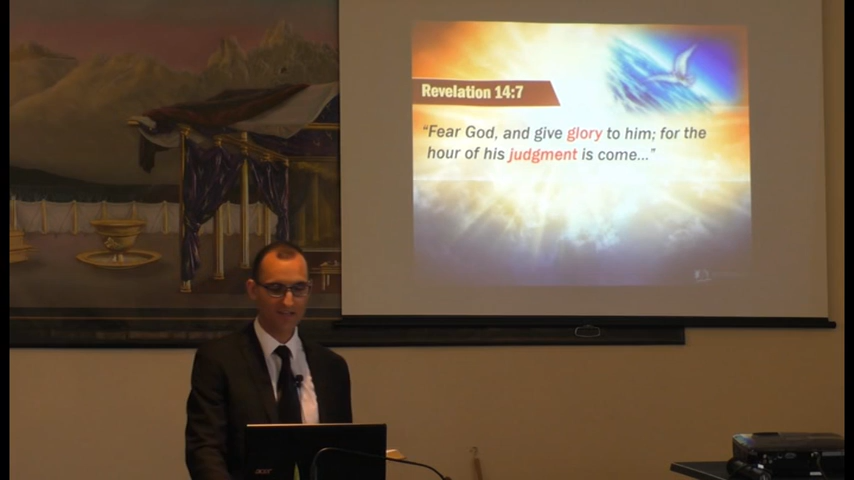 Revelation 14:7
"Fear God, and give glory to him; for the
hour of his judgment is come..."
acer